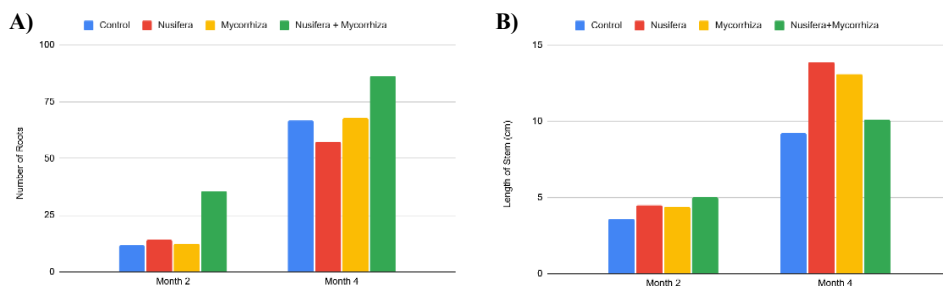 A)
Control Nusifera Mycorrhiza Nusifera + Mycorrhiza
100
75
50
25
0
Number of Roots
Month 2 Month 4
B)
Control Nusifera Mycorrhiza Nusifera+Mycorrhiza
15
10
5
0
Length of Stem (cm)
Month 2 Month 4